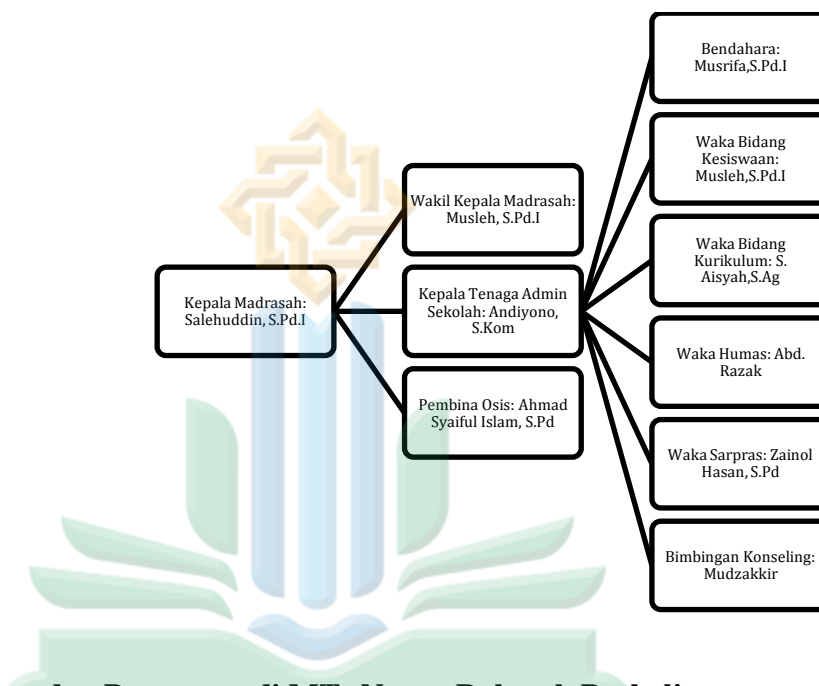 Kepala Madrasah:
Salehuddin, S.Pd.I
Wakil Kepala Madrasah:
Musleh, S.Pd.I
Kepala Tenaga Admin
Sekolah: Andiyono,
S.Kom
Pembina Osis: Ahmad
Syaiful Islam, S.Pd
Bendahara:
Musrifa,S.Pd.I
Waka Bidang
Kesiswaan:
Musleh,S.Pd.I
Waka Bidang
Kurikulum: S.
Aisyah,S.Ag
Waka Humas: Abd.
Razak
Waka Sarpras: Zainol
Hasan, S.Pd
Bimbingan Konseling:
Mudzakkir